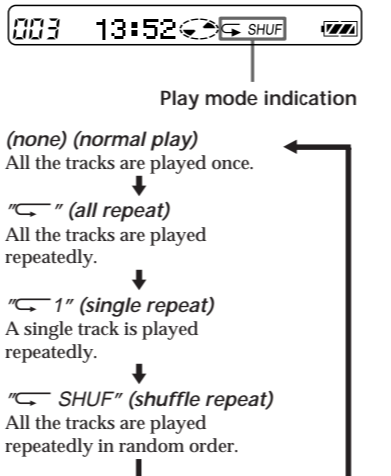 003 13:52 SHUF
Play mode indication
(none) (normal play)
All the tracks are played once.
" " (all repeat)
All the tracks are played
repeatedly.
" 1" (single repeat)
A single track is played
repeatedly.
" SHUF" (shuffle repeat)
All the tracks are played
repeatedly in random order.